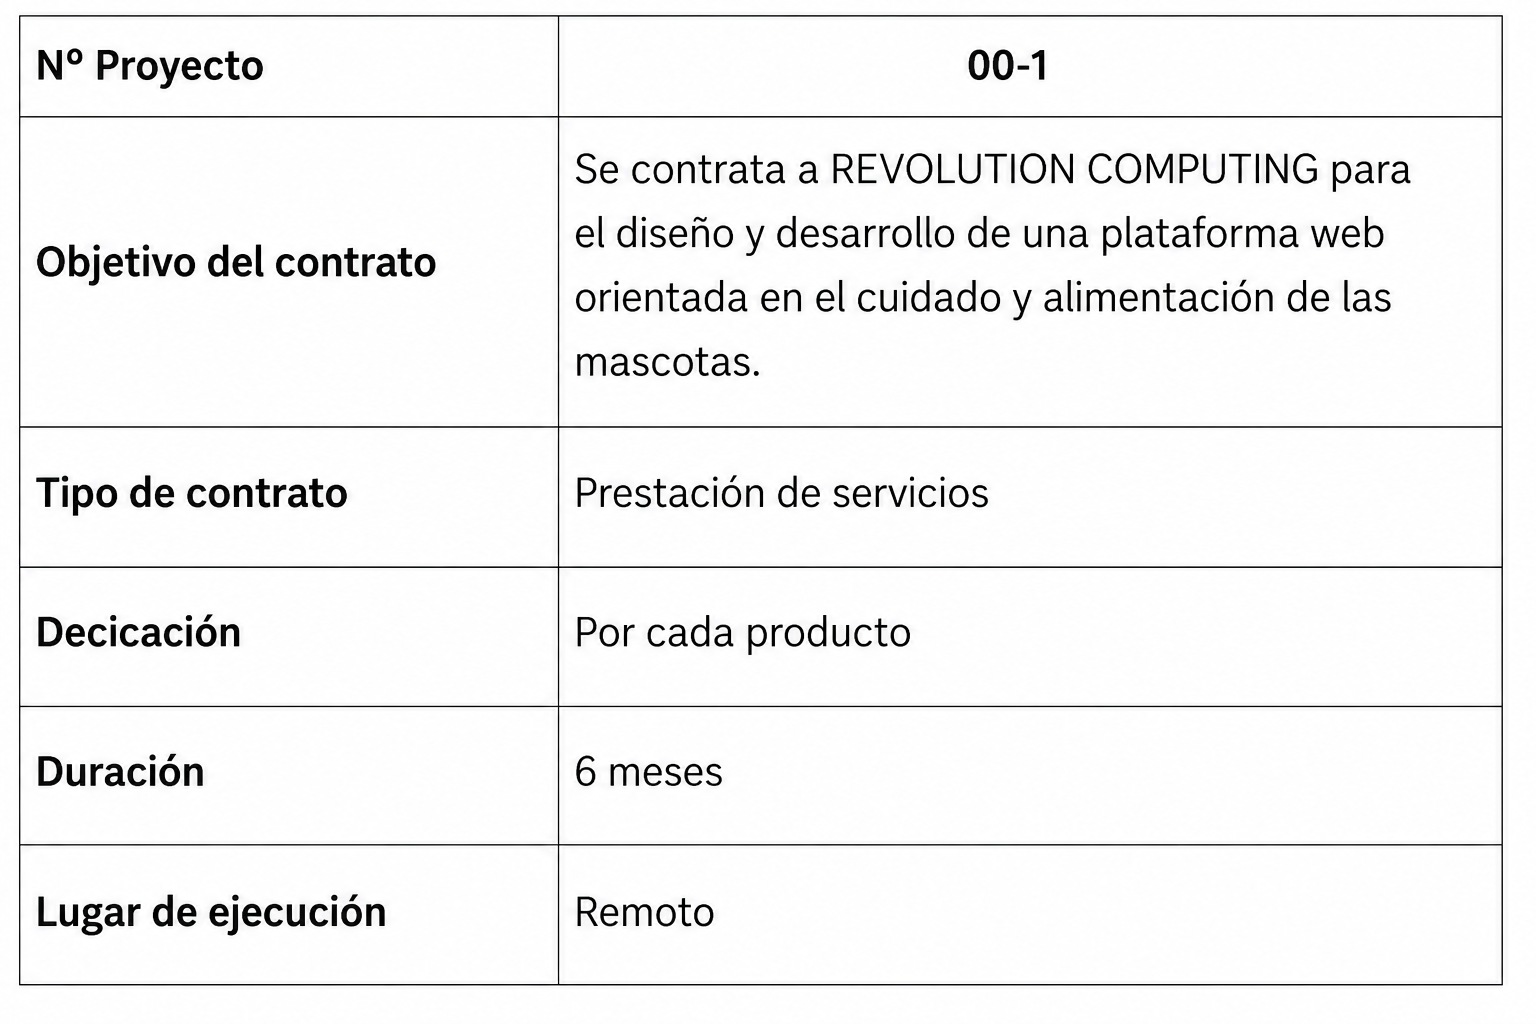 Nº Proyecto
00-1
Objetivo del contrato
Se contrata a REVOLUTION COMPUTING para
el diseño y desarrollo de una plataforma web
orientada en el cuidado y alimentación de las
mascotas.
Tipo de contrato
Prestación de servicios
Decicación
Por cada producto
Duración
6 meses
Lugar de ejecución
Remoto